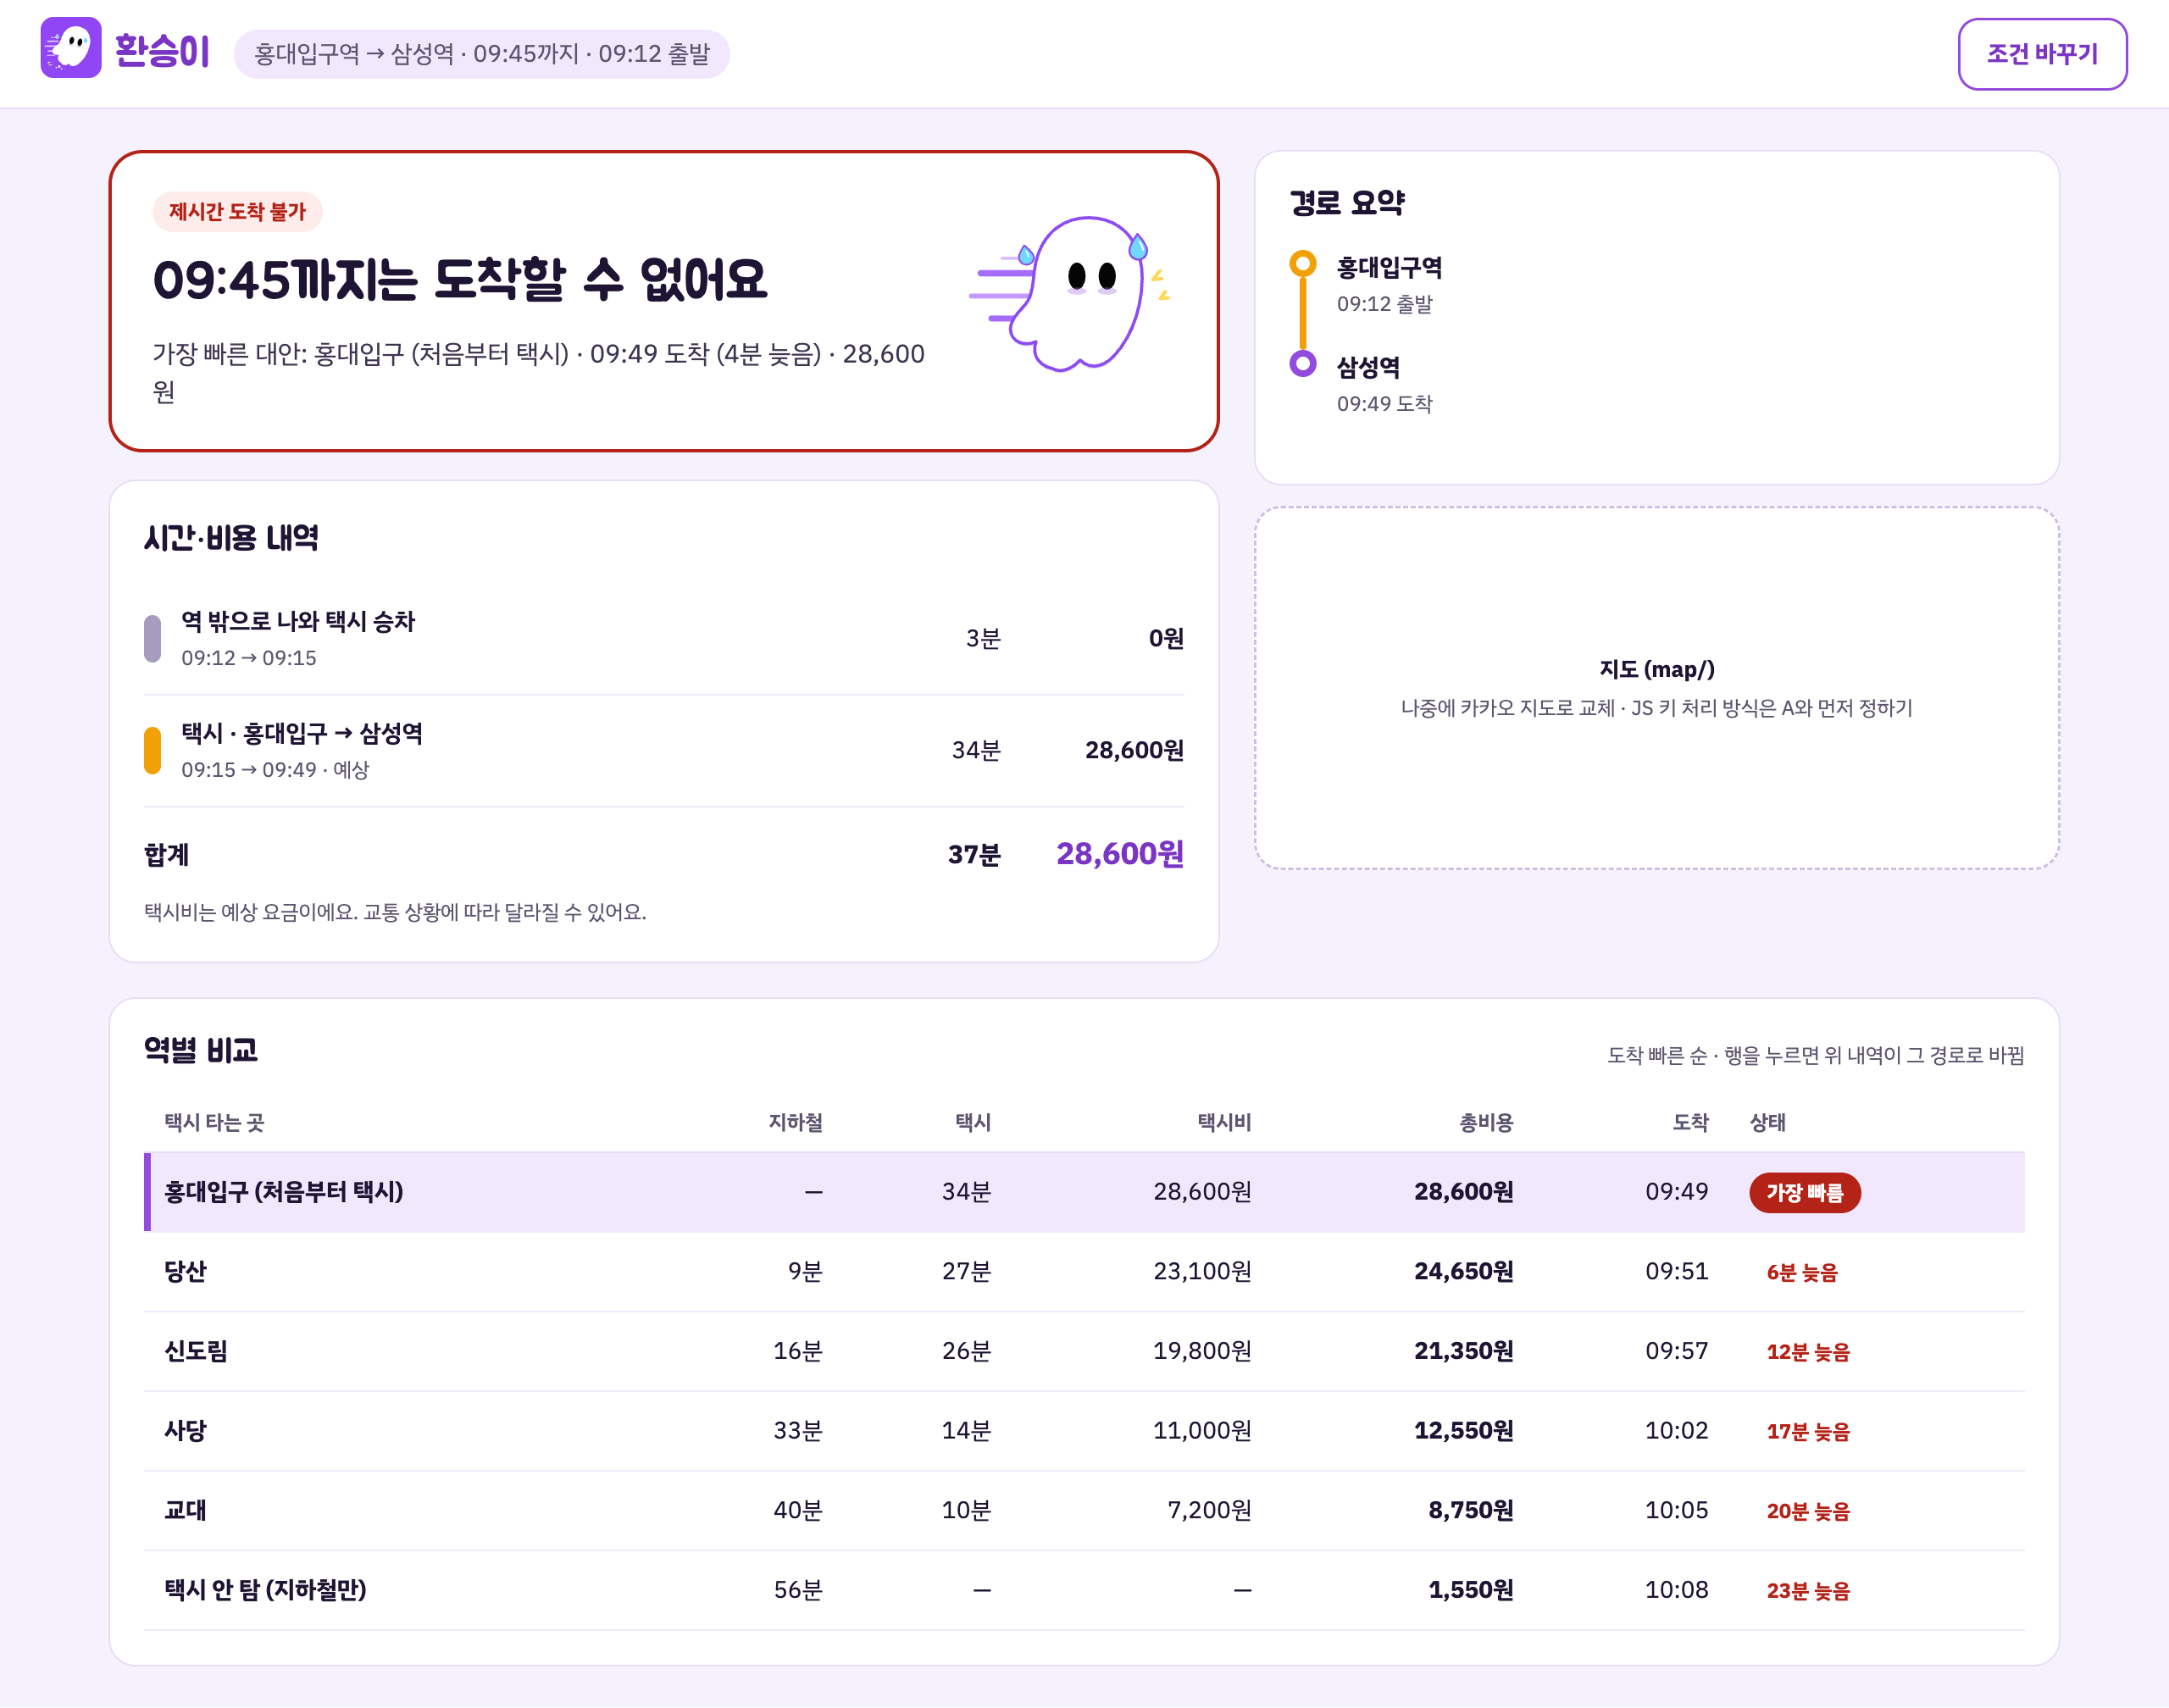 환승이
홍대입구역 → 삼성역 · 09:45까지 · 09:12 출발
조건 바꾸기
제시간 도착 불가
09:45까지는 도착할 수 없어요
가장 빠른 대안: 홍대입구 (처음부터 택시) · 09:49 도착 (4분 늦음) · 28,600
원
경로 요약
홍대입구역
09:12 출발
삼성역
09:49 도착
시간·비용 내역
역 밖으로 나와 택시 승차
09:12 → 09:15
3분 0원
택시 · 홍대입구 → 삼성역
09:15 → 09:49 · 예상
34분 28,600원
합계 37분 28,600원
택시비는 예상 요금이에요. 교통 상황에 따라 달라질 수 있어요.
지도 (map/)
나중에 카카오 지도로 교체 · JS 키 처리 방식은 A와 먼저 정하기
역별 비교
도착 빠른 순 · 행을 누르면 위 내역이 그 경로로 바뀜
택시 타는 곳 지하철 택시 택시비 총비용 도착 상태
홍대입구 (처음부터 택시) — 34분 28,600원 28,600원 09:49 가장 빠름
당산 9분 27분 23,100원 24,650원 09:51 6분 늦음
신도림 16분 26분 19,800원 21,350원 09:57 12분 늦음
사당 33분 14분 11,000원 12,550원 10:02 17분 늦음
교대 40분 10분 7,200원 8,750원 10:05 20분 늦음
택시 안 탐 (지하철만) 56분 — — 1,550원 10:08 23분 늦음